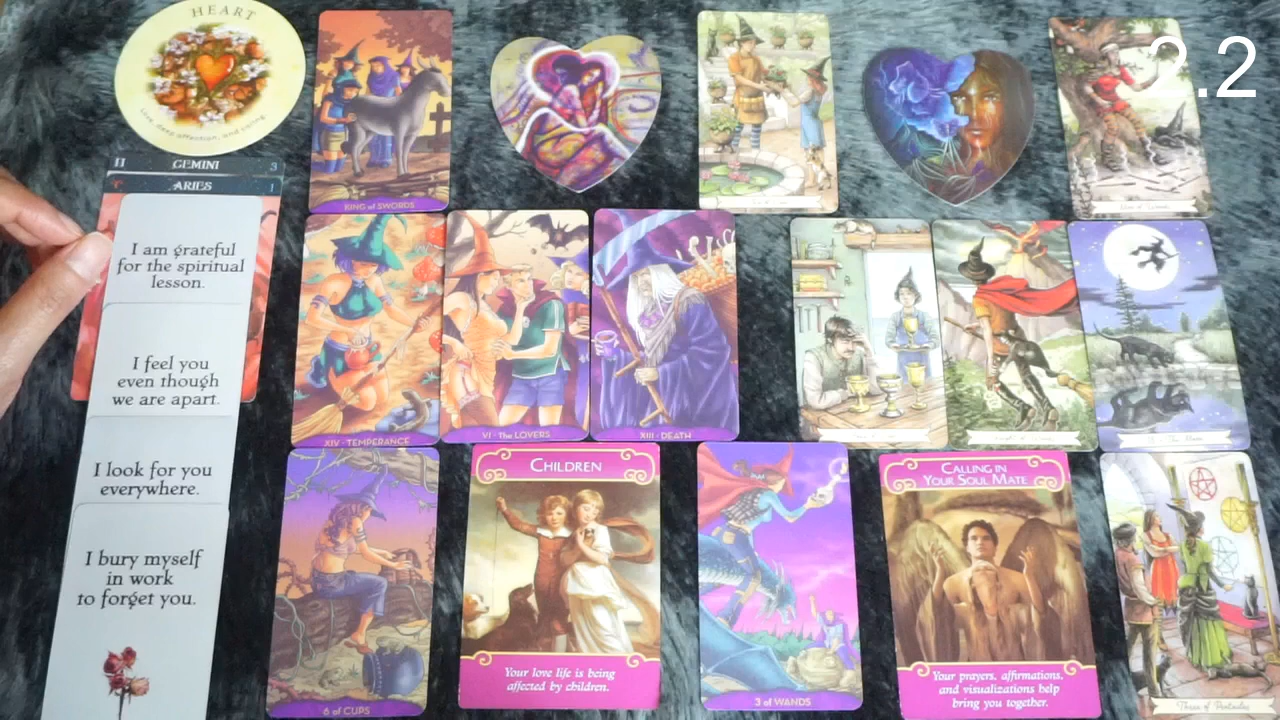 HEART
Love, deep affection, and caring.
2.2
II GEMINI 3
ARIES 1
I am grateful
for the spiritual
lesson.
I feel you
even though
we are apart.
I look for you
everywhere.
I bury myself
in work
to forget you.
KING of SWORDS
XIV - TEMPERANCE
VI - The LOVERS
XIII - DEATH
6 of CUPS
CHILDREN
Your love life is being
affected by children.
3 of WANDS
CALLING IN
YOUR SOUL MATE
Your prayers, affirmations,
and visualizations help
bring you together.
Three of Pentacles